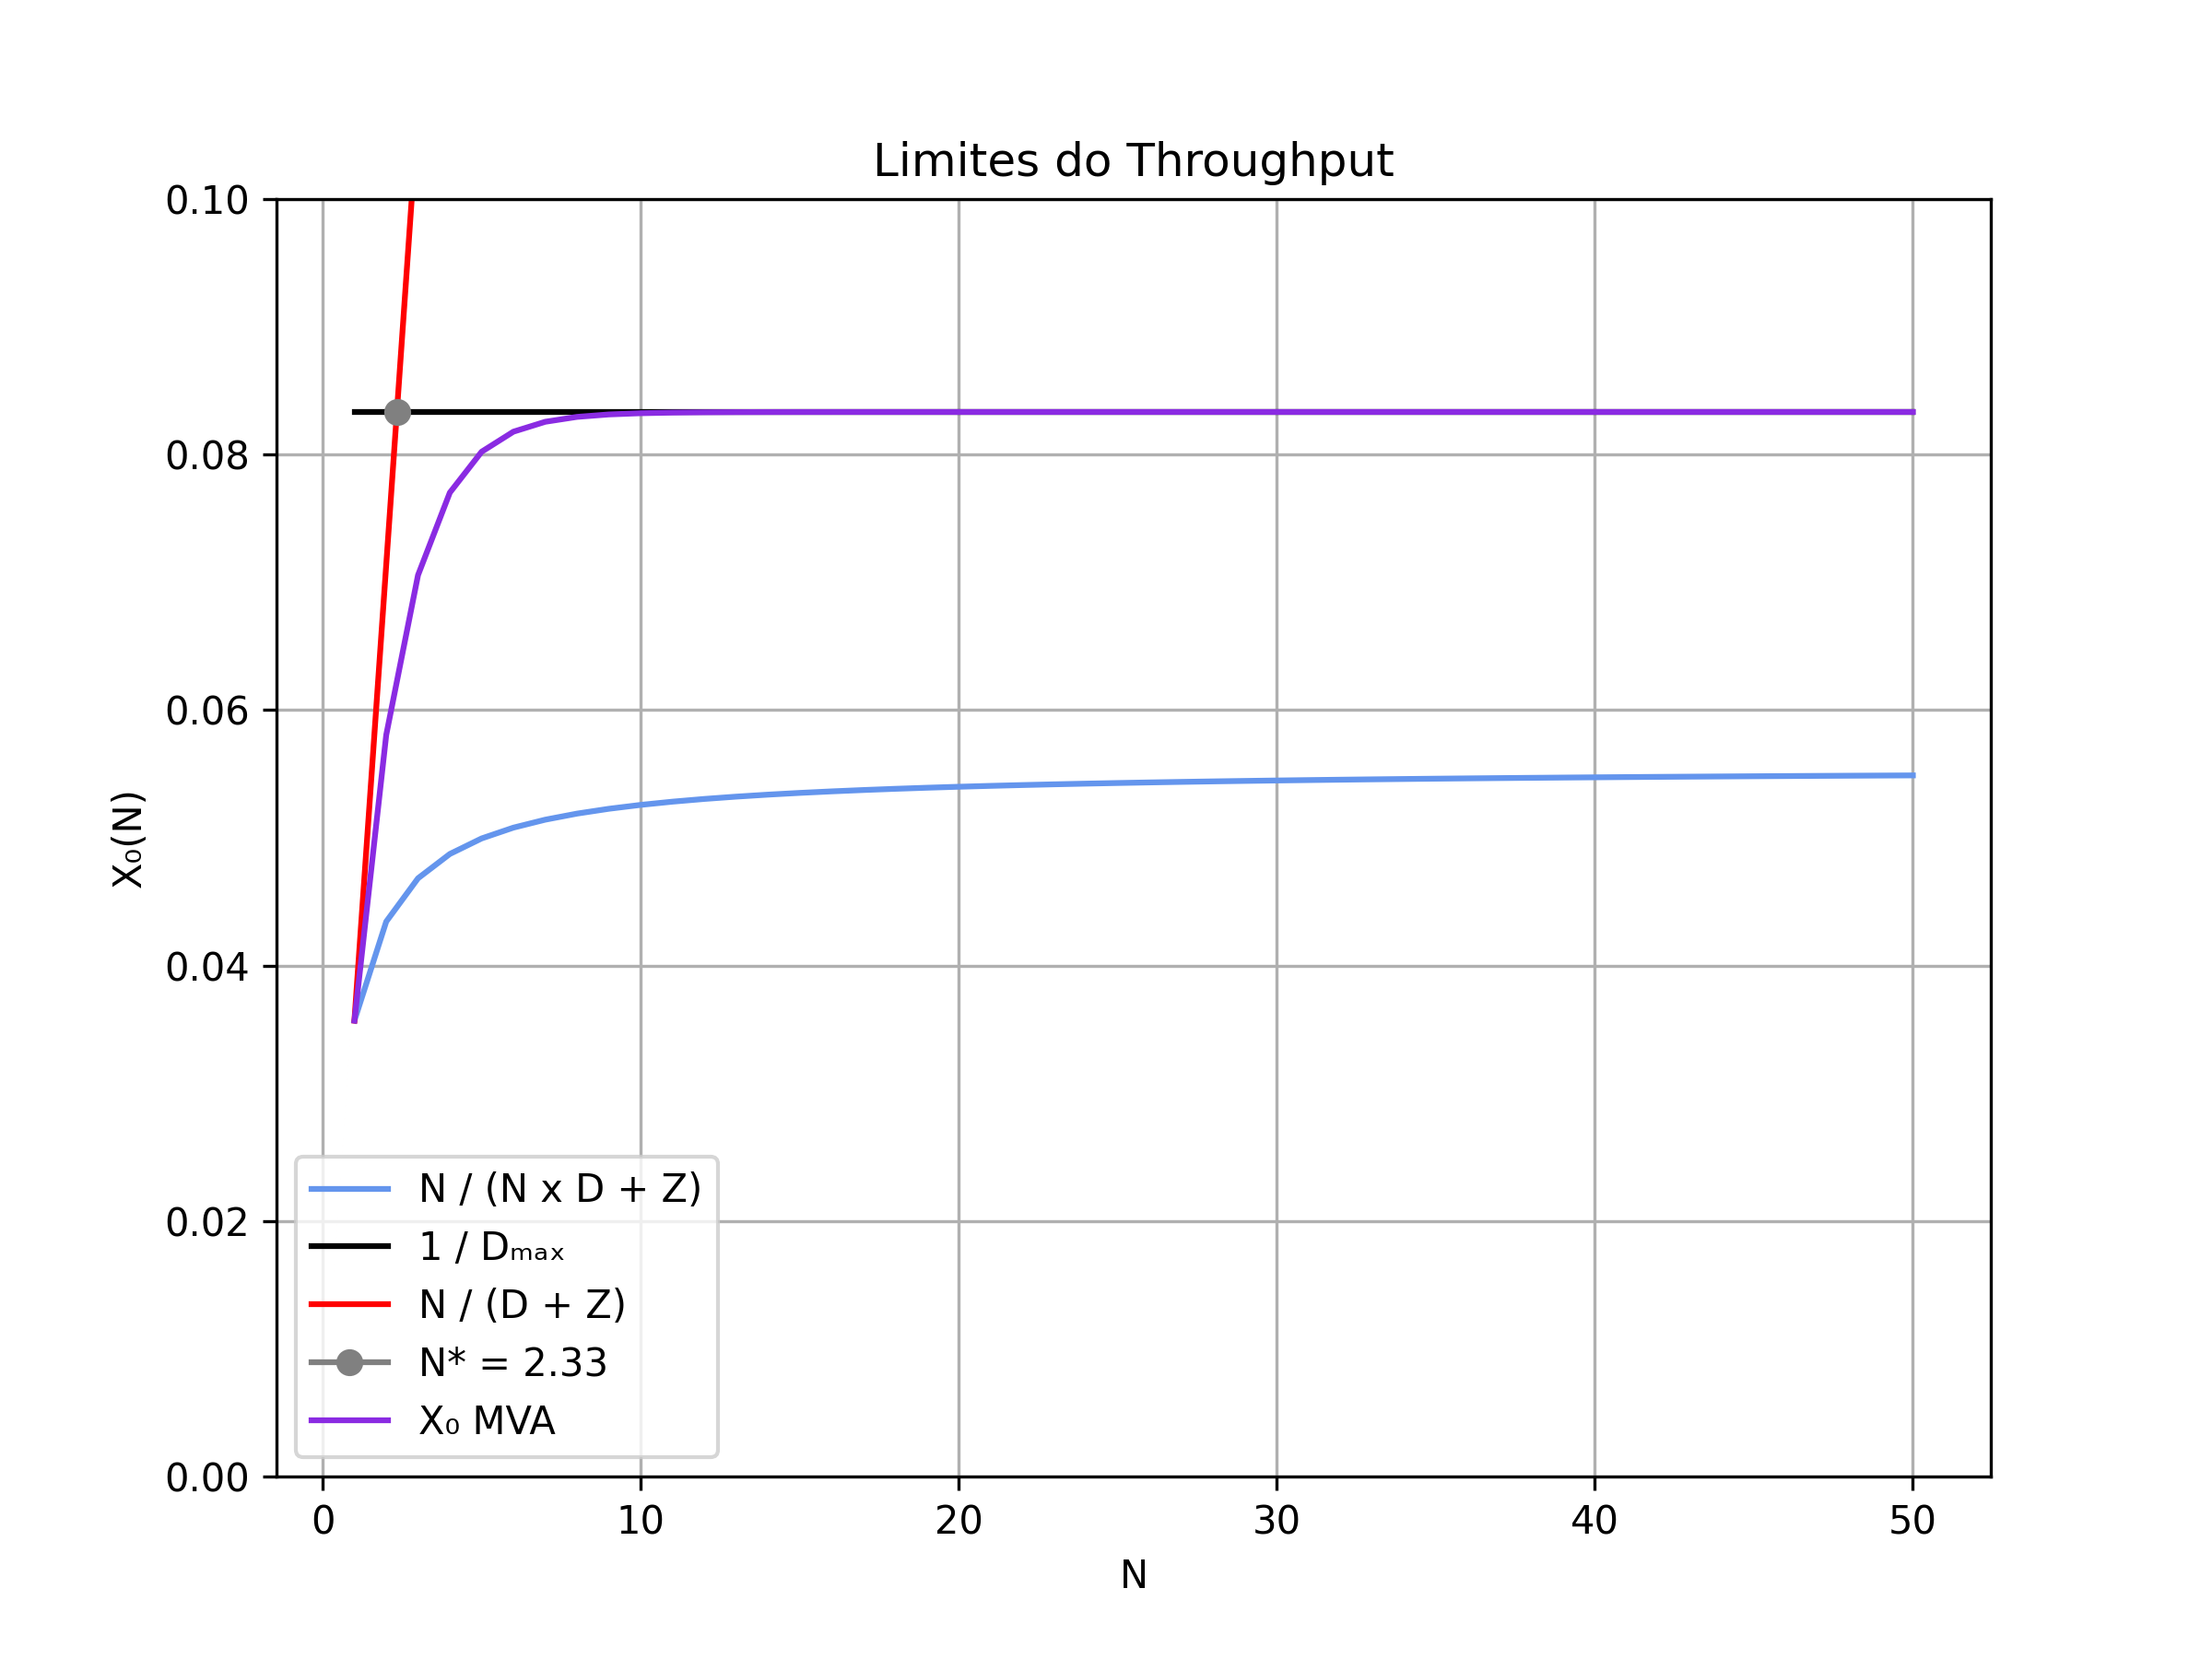 Limites do Throughput
0.10
0.08
0.06
0.04
0.02
0.00
X₀(N)
N / (N x D + Z)
1 / Dₘₐₓ
N / (D + Z)
N* = 2.33
X₀ MVA
0 10 20 30 40 50
N